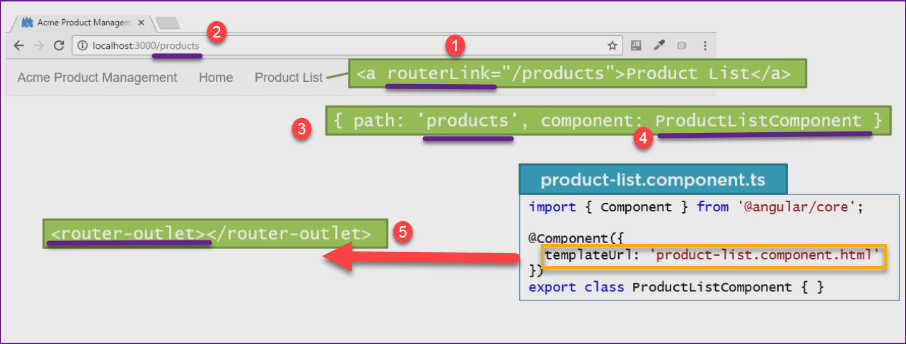 Acme Product Managem
2
localhost:3000/products
1
Acme Product Management Home Product List
<a routerLink="/products">Product List</a>
3
{ path: 'products', component: ProductListComponent }
4
product-list.component.ts
import { Component } from '@angular/core';
@Component({
templateUrl: 'product-list.component.html'
})
export class ProductListComponent { }
<router-outlet></router-outlet>
5